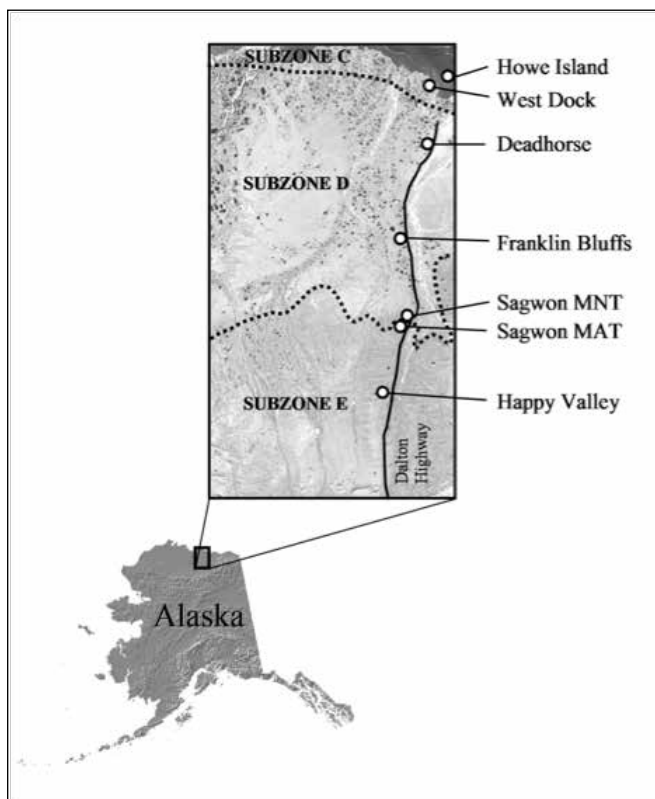 SUBZONE C
Howe Island
West Dock
Deadhorse
SUBZONE D
Franklin Bluffs
Sagwon MNT
Sagwon MAT
SUBZONE E
Happy Valley
Dalton
Highway
Alaska